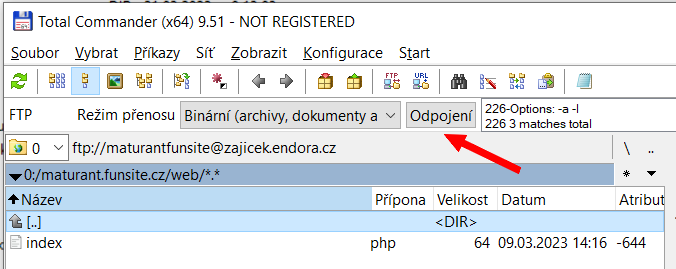 Total Commander (x64) 9.51 - NOT REGISTERED
Soubor Vybrat Příkazy Síť Zobrazit Konfigurace Start
FTP URL
FTP Režim přenosu Binární (archivy, dokumenty a Odpojení 226-Options: -a -l
226 3 matches total
0 ftp://maturantfunsite@zajicek.endora.cz \ ..
0:/maturant.funsite.cz/web/*.* *
Název Přípona Velikost Datum Atribut
[..] <DIR>
index php 64 09.03.2023 14:16 -644